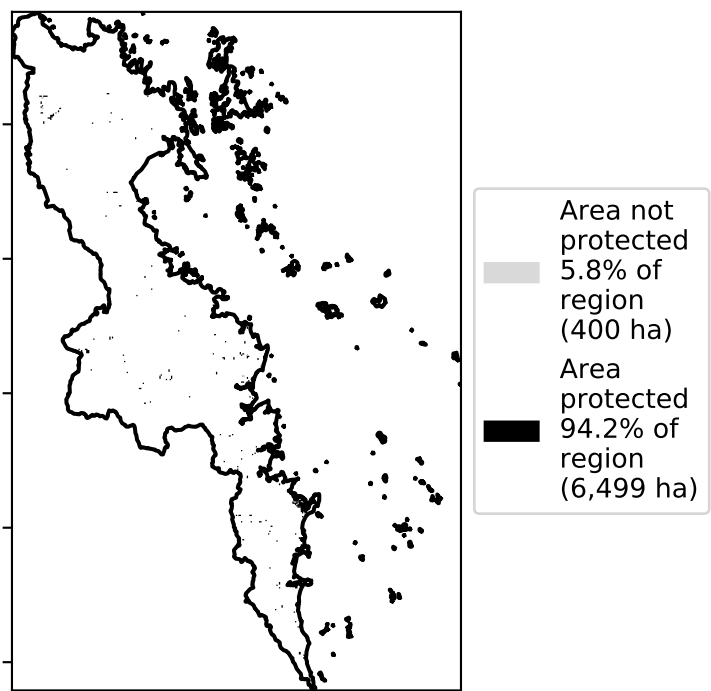 Area not
protected
5.8% of
region
(400 ha)
Area
protected
94.2% of
region
(6,499 ha)